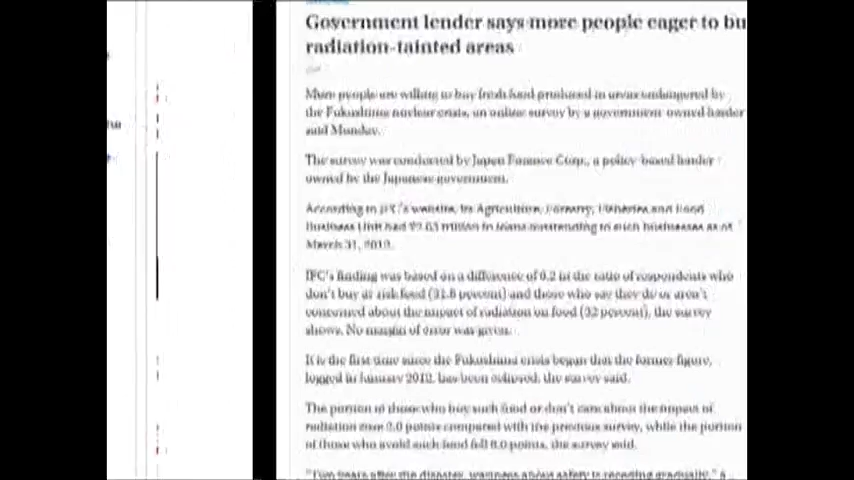 Government lender says more people eager to bu
radiation-tainted areas
More people are willing to buy fresh food produced in areas endangered by
the Fukushima nuclear crisis, an online survey by a government-owned lender
said Monday.
The survey was conducted by Japan Finance Corp., a policy-based lender
owned by the Japanese government.
According to JFC's website, its Agriculture, Forestry, Fisheries and Food
Business Unit had in loans outstanding to such businesses as of
March 31,
JFC's finding was based on a difference of 0.2 in the ratio of respondents who
don't buy at-risk food (31.8 percent) and those who say they do or aren't
concerned about the impact of radiation on food (32 percent), the survey
shows. No margin of error was given.
It is the first time since the Fukushima crisis began that the former figure,
logged in January 2012, has been eclipsed, the survey said.
The portion of those who buy such food or don't care about the impact of
radiation rose points compared with the previous survey, while the portion
of those who avoid such food fell points, the survey said.
"Two years after the disaster, wariness about safety is receding gradually," a